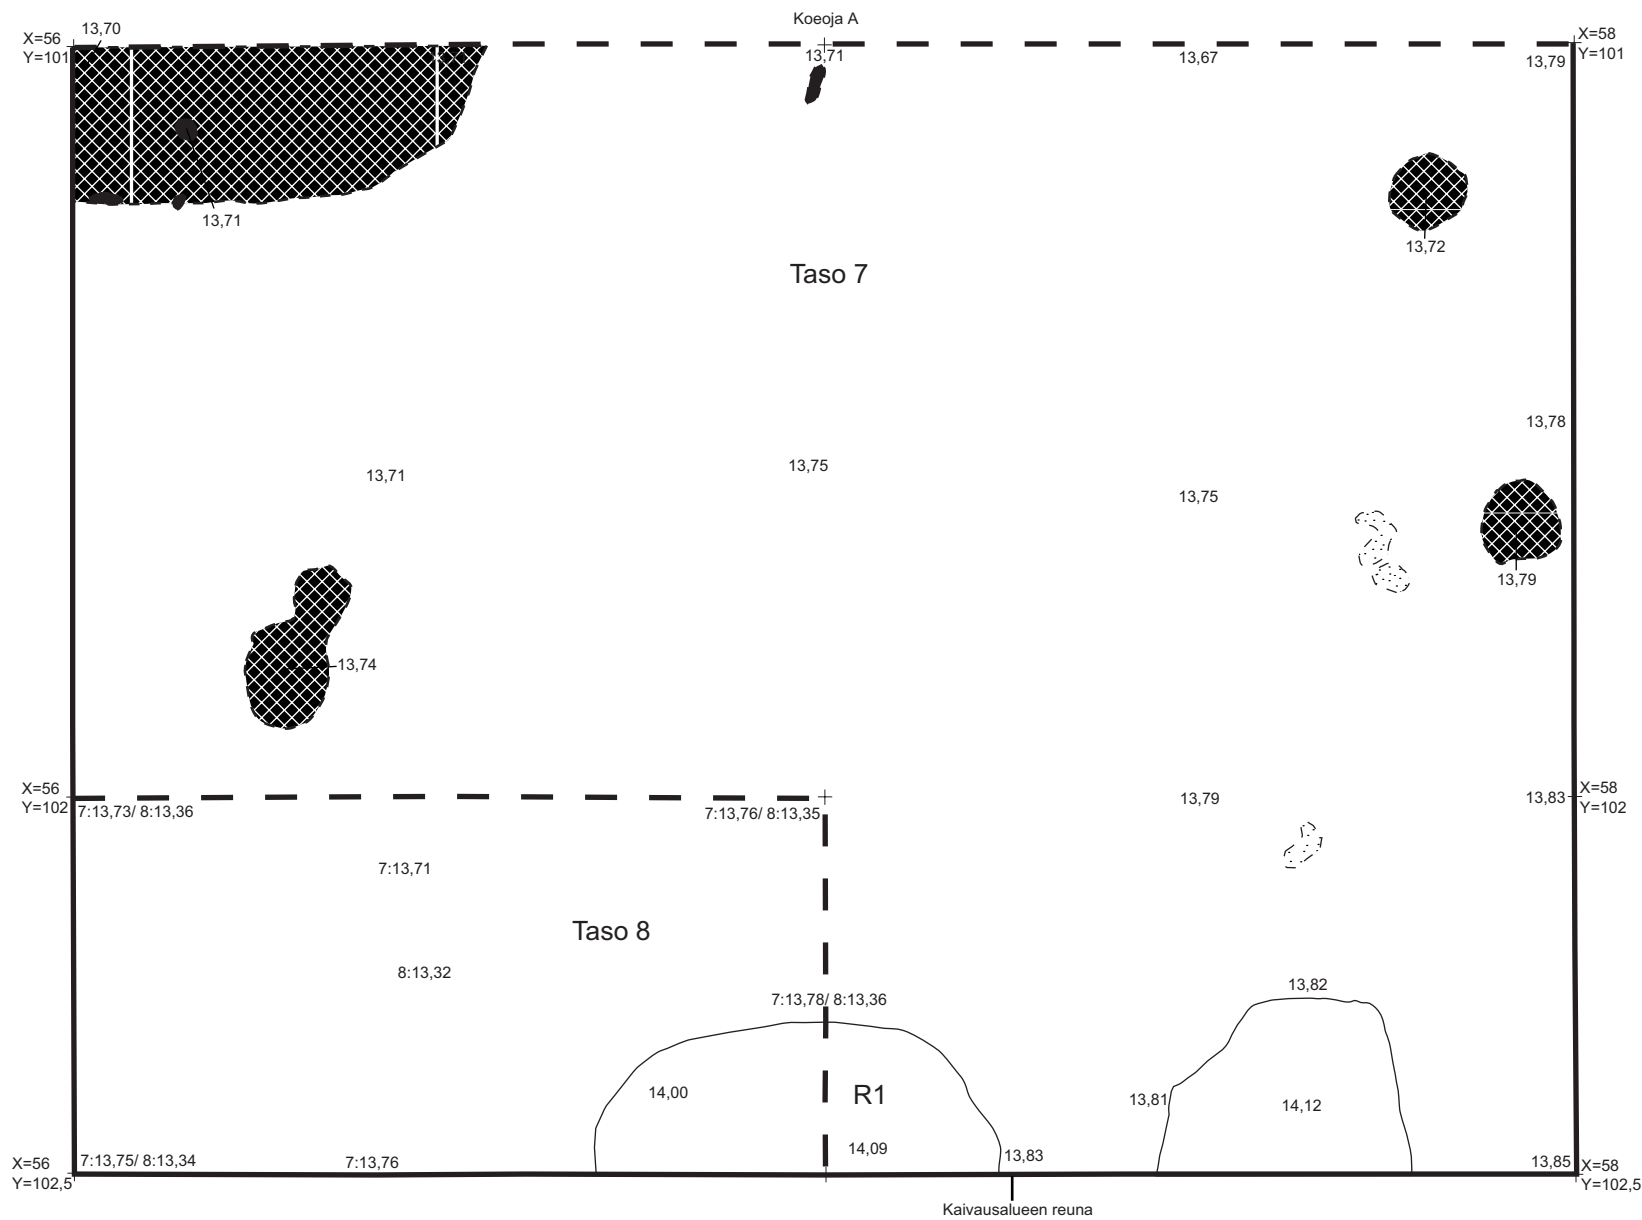 Koeoja A
13,70
X=56
Y=101
13,71
13,67
13,79
X=58
Y=101
13,71
13,72
Taso 7
13,78
13,71
13,75
13,75
13,79
13,74
X=56
Y=102
7:13,73/ 8:13,36
7:13,76/ 8:13,35
13,79
13,83
X=58
Y=102
7:13,71
Taso 8
8:13,32
7:13,78/ 8:13,36
13,82
14,00
R1
13,81
14,12
14,09
13,83
X=56
Y=102,5
7:13,75/ 8:13,34
7:13,76
13,85
X=58
Y=102,5
Kaivausalueen reuna